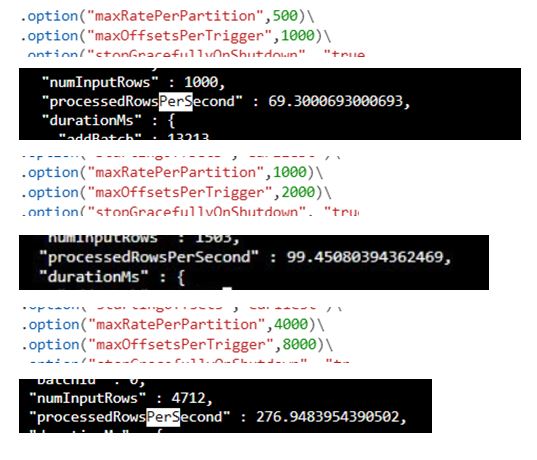 .option("maxRatePerPartition",500)\
.option("maxOffsetsPerTrigger",1000)\
.option("stopGracefullyOnShutdown", "true
"numInputRows" : 1000,
"processedRowsPerSecond" : 69.3000693000693,
"durationMs" : {
"addBatch" : 13213
.option("startingOffsets", "earliest")\
.option("maxRatePerPartition",1000)\
.option("maxOffsetsPerTrigger",2000)\
.option("stopGracefullyOnShutdown", "true
"numInputRows" : 1503,
"processedRowsPerSecond" : 99.45080394362469,
"durationMs" : {
.option("startingOffsets", "earliest")\
.option("maxRatePerPartition",4000)\
.option("maxOffsetsPerTrigger",8000)\
.option("stopGracefullyOnShutdown", "tr
"batchId" : 0,
"numInputRows" : 4712,
"processedRowsPerSecond" : 276.9483954390502,
"durationMs" : {